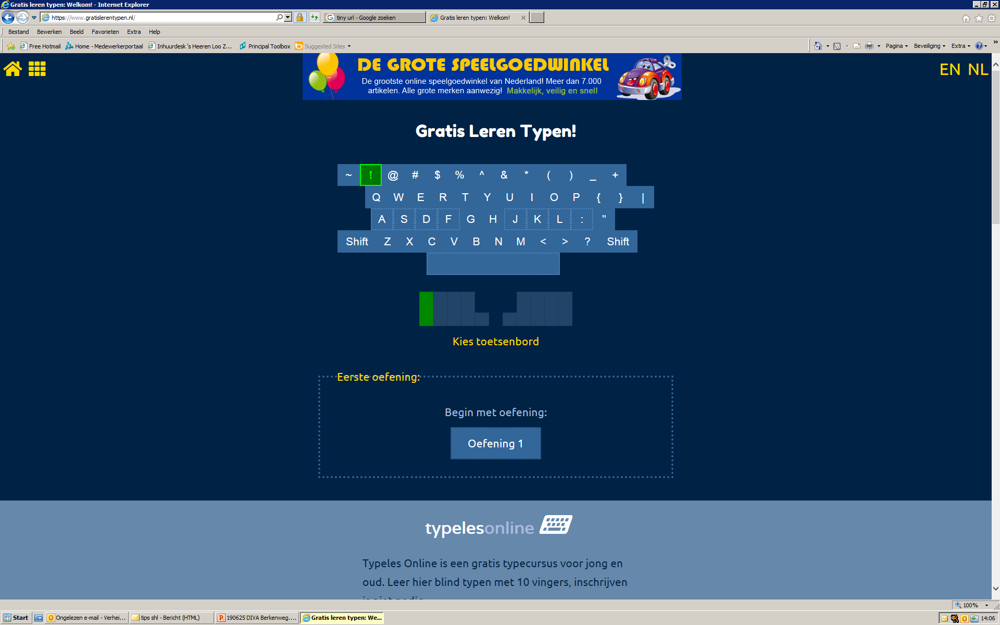 Gratis leren typen: Welkom! - Internet Explorer
https://www.gratislerentypen.nl/
tiny url - Google zoeken
Gratis leren typen: Welkom!
Bestand Bewerken Beeld Favorieten Extra Help
Free Hotmail Home - Medewerkerportaal Inhuurdesk 's Heeren Loo Z... Principal Toolbox Suggested Sites
Pagina Beveiliging Extra
DE GROTE SPEELGOEDWINKEL
De grootste online speelgoedwinkel van Nederland! Meer dan 7.000
artikelen. Alle grote merken aanwezig! Makkelijk, veilig en snel!
EN NL
Gratis Leren Typen!
~ ! @ # $ % ^ & * ( ) _ +
Q W E R T Y U I O P { } |
A S D F G H J K L : "
Shift Z X C V B N M < > ? Shift
Kies toetsenbord
Eerste oefening:
Begin met oefening:
Oefening 1
typelesonline
Typeles Online is een gratis typecursus voor jong en
oud. Leer hier blind typen met 10 vingers, inschrijven
is niet nodig
100%
Start Ongelezen e-mail - Verhei... tips shl - Bericht (HTML) 190625 DIVA Berkenweg.... Gratis leren typen: We... 14:06